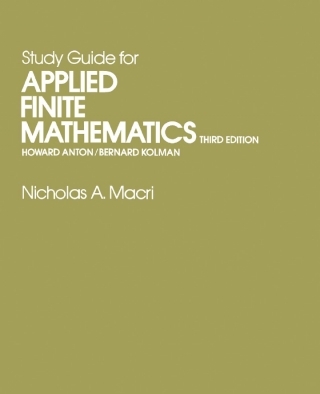 Study Guide for
APPLIED
FINITE
MATHEMATICS THIRD EDITION
HOWARD ANTON/BERNARD KOLMAN
Nicholas A. Macri